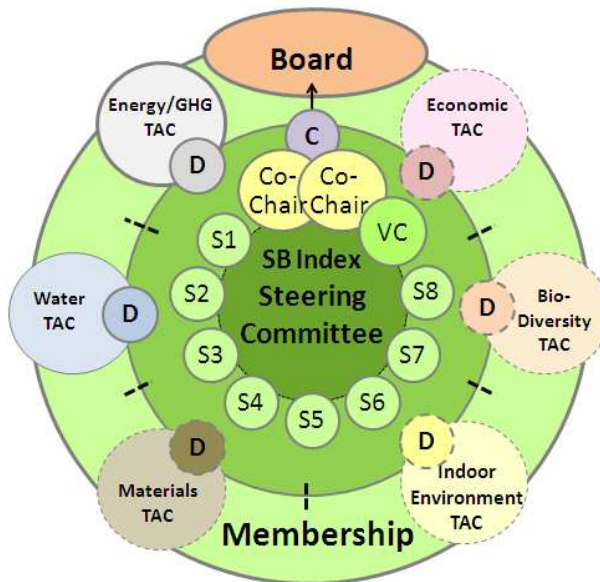 Board
Energy/GHG
TAC
D
C
Economic
TAC
D
Co-
Chair
Co-
Chair
VC
S1
S2
S3
S4
S5
S6
S7
S8
SB Index
Steering
Committee
Water
TAC
D
Bio-
Diversity
TAC
D
Materials
TAC
D
Indoor
Environment
TAC
D
Membership